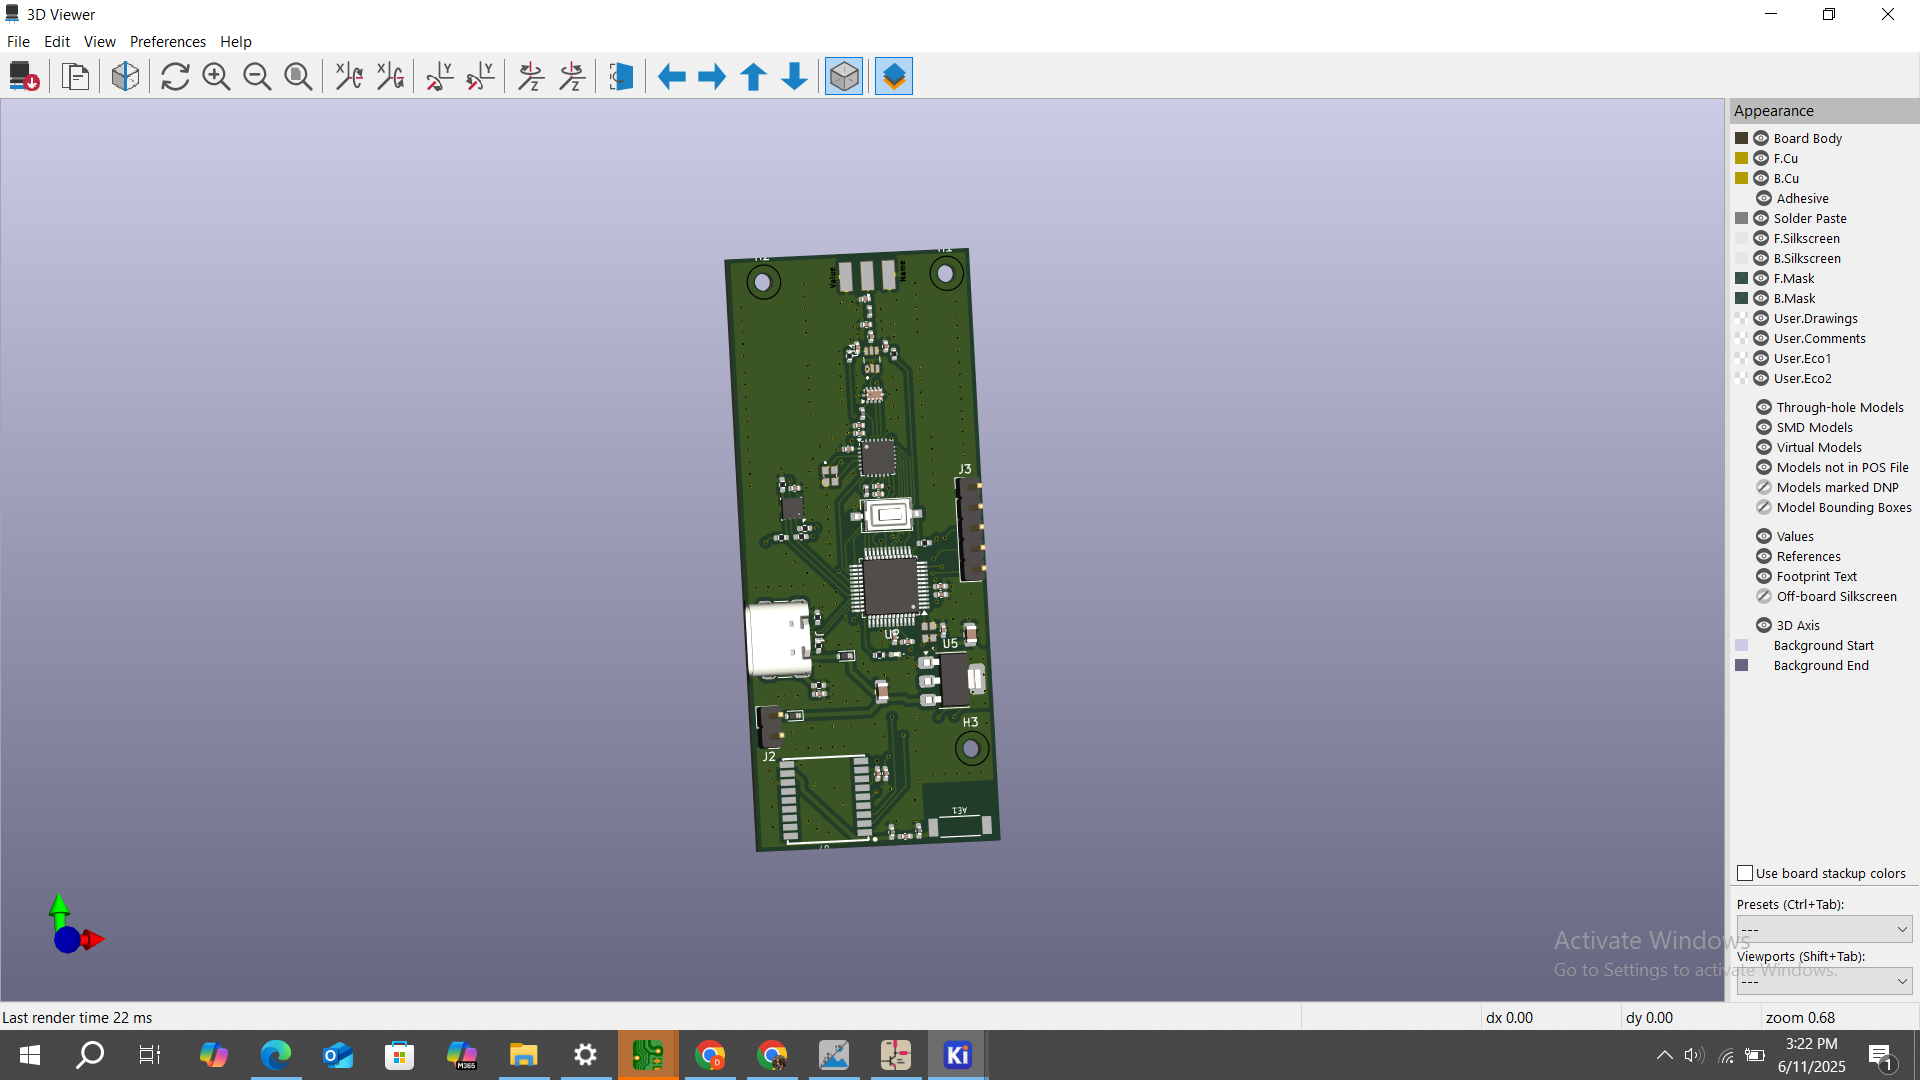 3D Viewer
File Edit View Preferences Help
Appearance
Board Body
F.Cu
B.Cu
Adhesive
Solder Paste
F.Silkscreen
B.Silkscreen
F.Mask
B.Mask
User.Drawings
User.Comments
User.Eco1
User.Eco2
Through-hole Models
SMD Models
Virtual Models
Models not in POS File
Models marked DNP
Model Bounding Boxes
Values
References
Footprint Text
Off-board Silkscreen
3D Axis
Background Start
Background End
Use board stackup colors
Presets (Ctrl+Tab):
---
Viewports (Shift+Tab):
---
Value
Name
J3
U5
H3
J2
AE1
Activate Windows
Go to Settings to activate Windows.
Last render time 22 ms
dx 0.00
dy 0.00
zoom 0.68
M365
D
Ki
3:22 PM
6/11/2025
1